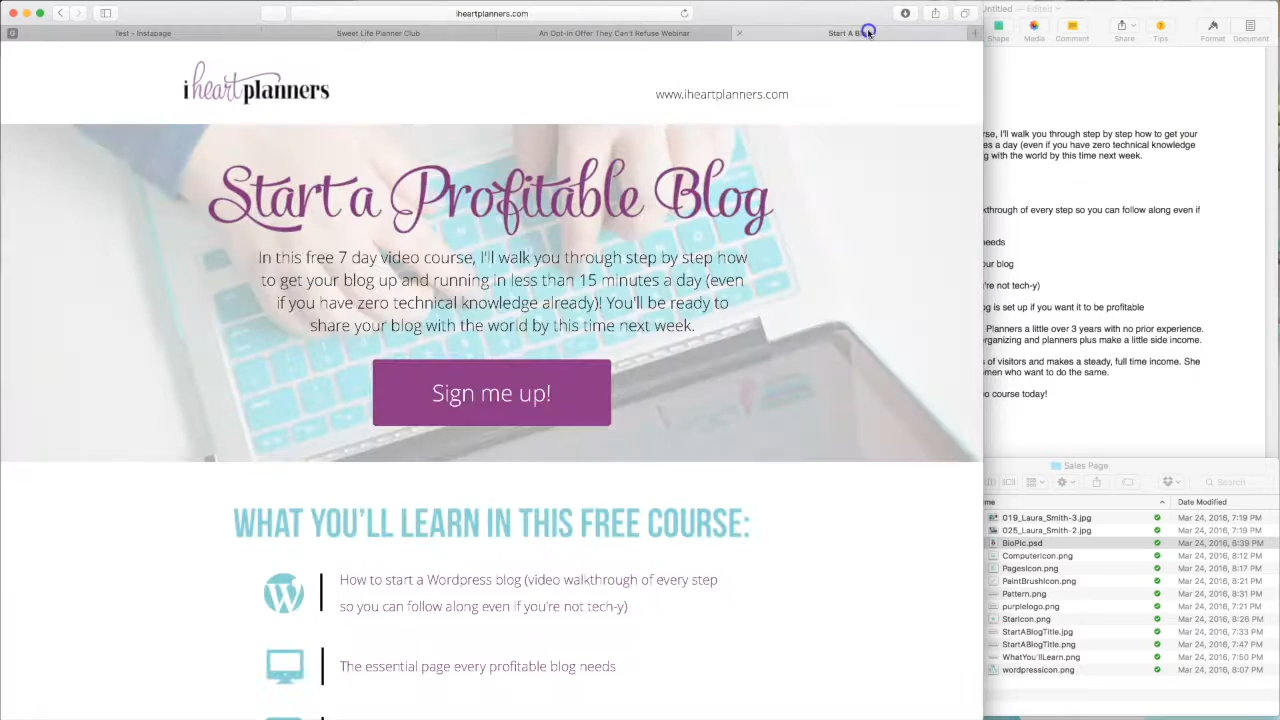 iheartplanners.com
Test - Instapage
Sweet Life Planner Club
An Opt-In Offer They Can't Refuse Webinar
Start A B
iheartplanners
www.iheartplanners.com
Start a Profitable Blog
In this free 7 day video course, I'll walk you through step by step how
to get your blog up and running in less than 15 minutes a day (even
if you have zero technical knowledge already)! You'll be ready to
share your blog with the world by this time next week.
Sign me up!
WHAT YOU'LL LEARN IN THIS FREE COURSE:
How to start a Wordpress blog (video walkthrough of every step
so you can follow along even if you're not tech-y)
The essential page every profitable blog needs
Untitled — Edited
Shape
Media
Comment
Share
Tips
Format
Document
rse, I'll walk you through step by step how to get your
es a day (even if you have zero technical knowledge
g with the world by this time next week.
kthrough of every step so you can follow along even if
needs
our blog
're not tech-y)
og is set up if you want it to be profitable
Planners a little over 3 years with no prior experience.
organizing and planners plus make a little side income.
of visitors and makes a steady, full time income. She
men who want to do the same.
o course today!
Sales Page
Search
me
Date Modified
019_Laura_Smith-3.jpg Mar 24, 2016, 7:19 PM
025_Laura_Smith-2.jpg Mar 24, 2016, 7:19 PM
BioPic.psd Mar 24, 2016, 8:39 PM
ComputerIcon.png Mar 24, 2016, 8:12 PM
PagesIcon.png Mar 24, 2016, 8:17 PM
PaintBrushIcon.png Mar 24, 2016, 8:21 PM
Pattern.png Mar 24, 2016, 8:31 PM
purplelogo.png Mar 24, 2016, 7:21 PM
StarIcon.png Mar 24, 2016, 8:26 PM
StartABlogTitle.jpg Mar 24, 2016, 7:33 PM
StartABlogTitle.png Mar 24, 2016, 7:47 PM
WhatYou'llLearn.png Mar 24, 2016, 7:50 PM
wordpressicon.png Mar 24, 2016, 8:07 PM